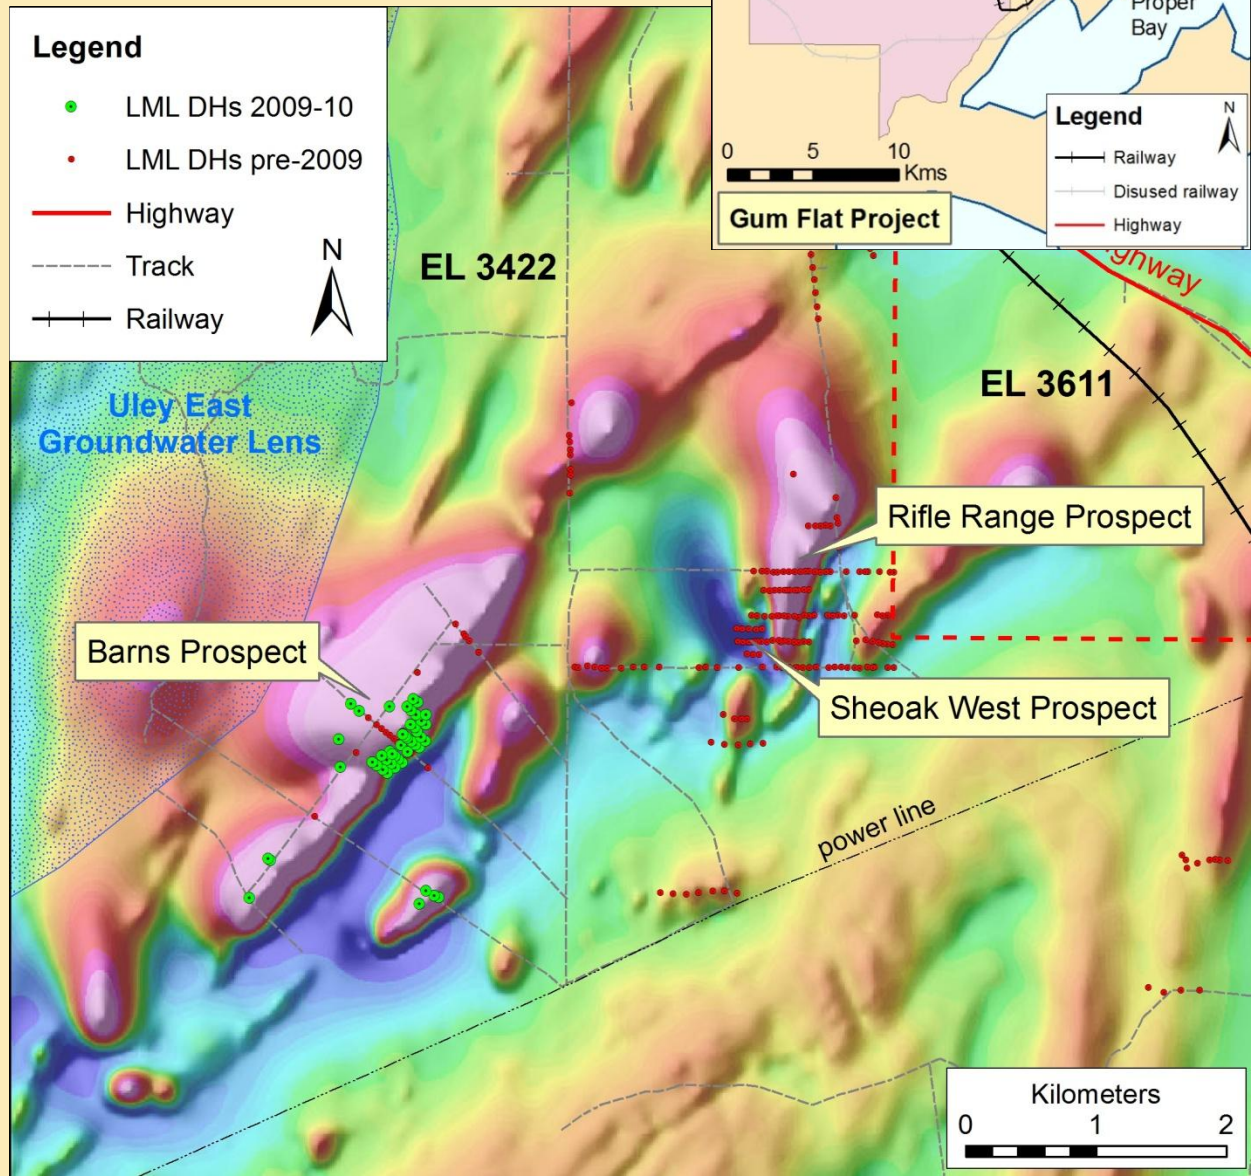 Legend
LML DHs 2009-10
LML DHs pre-2009
Highway
Track
Railway
N
Proper
Bay
Legend
N
Railway
Disused railway
Highway
0 5 10
Kms
Gum Flat Project
EL 3422
EL 3611
Uley East
Groundwater Lens
Rifle Range Prospect
Barns Prospect
Sheoak West Prospect
power line
Kilometers
0 1 2